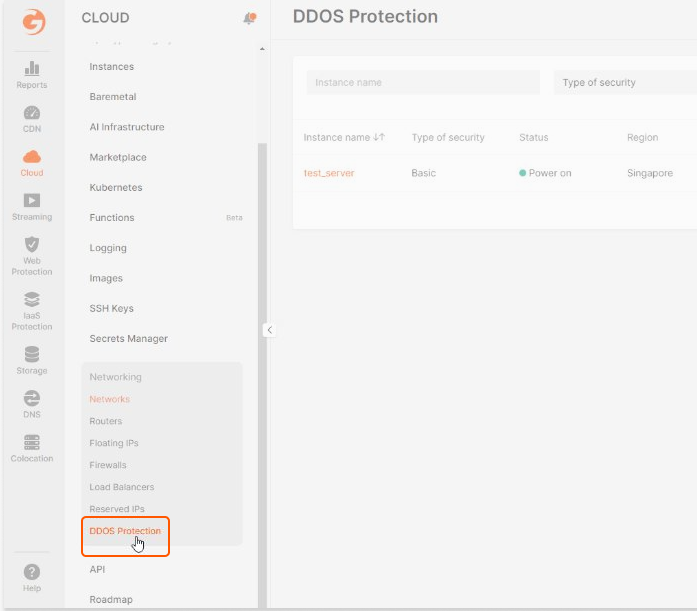 CLOUD
DDOS Protection
Reports
CDN
Cloud
Streaming
Web
Protection
IaaS
Protection
Storage
DNS
Colocation
Help
Instances
Baremetal
AI Infrastructure
Marketplace
Kubernetes
Functions Beta
Logging
Images
SSH Keys
Secrets Manager
Networking
Networks
Routers
Floating IPs
Firewalls
Load Balancers
Reserved IPs
DDOS Protection
API
Roadmap
Instance name Type of security
Instance name Type of security Status Region
test_server Basic Power on Singapore